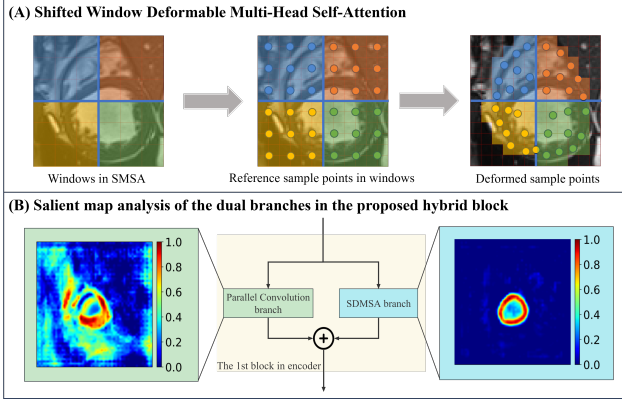 (A) Shifted Window Deformable Multi-Head Self-Attention
Windows in SMSA
Reference sample points in windows
Deformed sample points
(B) Salient map analysis of the dual branches in the proposed hybrid block
1.0
0.8
0.6
0.4
0.2
0.0
Parallel Convolution
branch
SDMSA branch
The 1st block in encoder
1.0
0.8
0.6
0.4
0.2
0.0